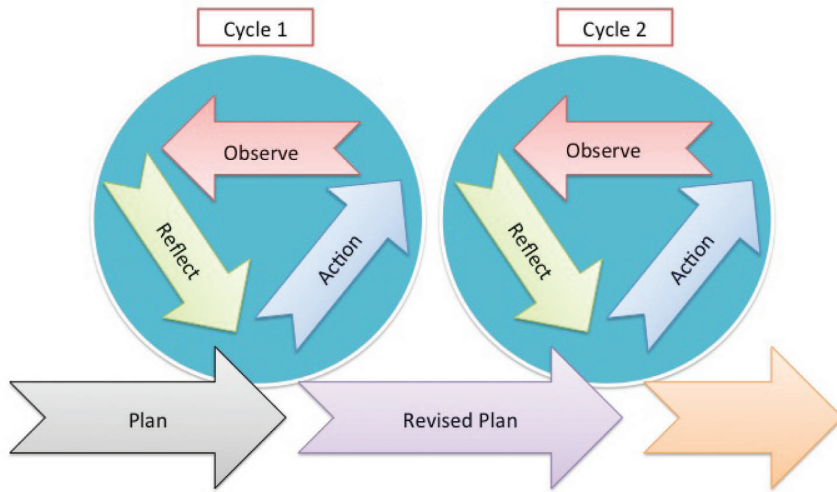 Cycle 1
Cycle 2
Observe
Reflect
Action
Observe
Reflect
Action
Plan
Revised Plan